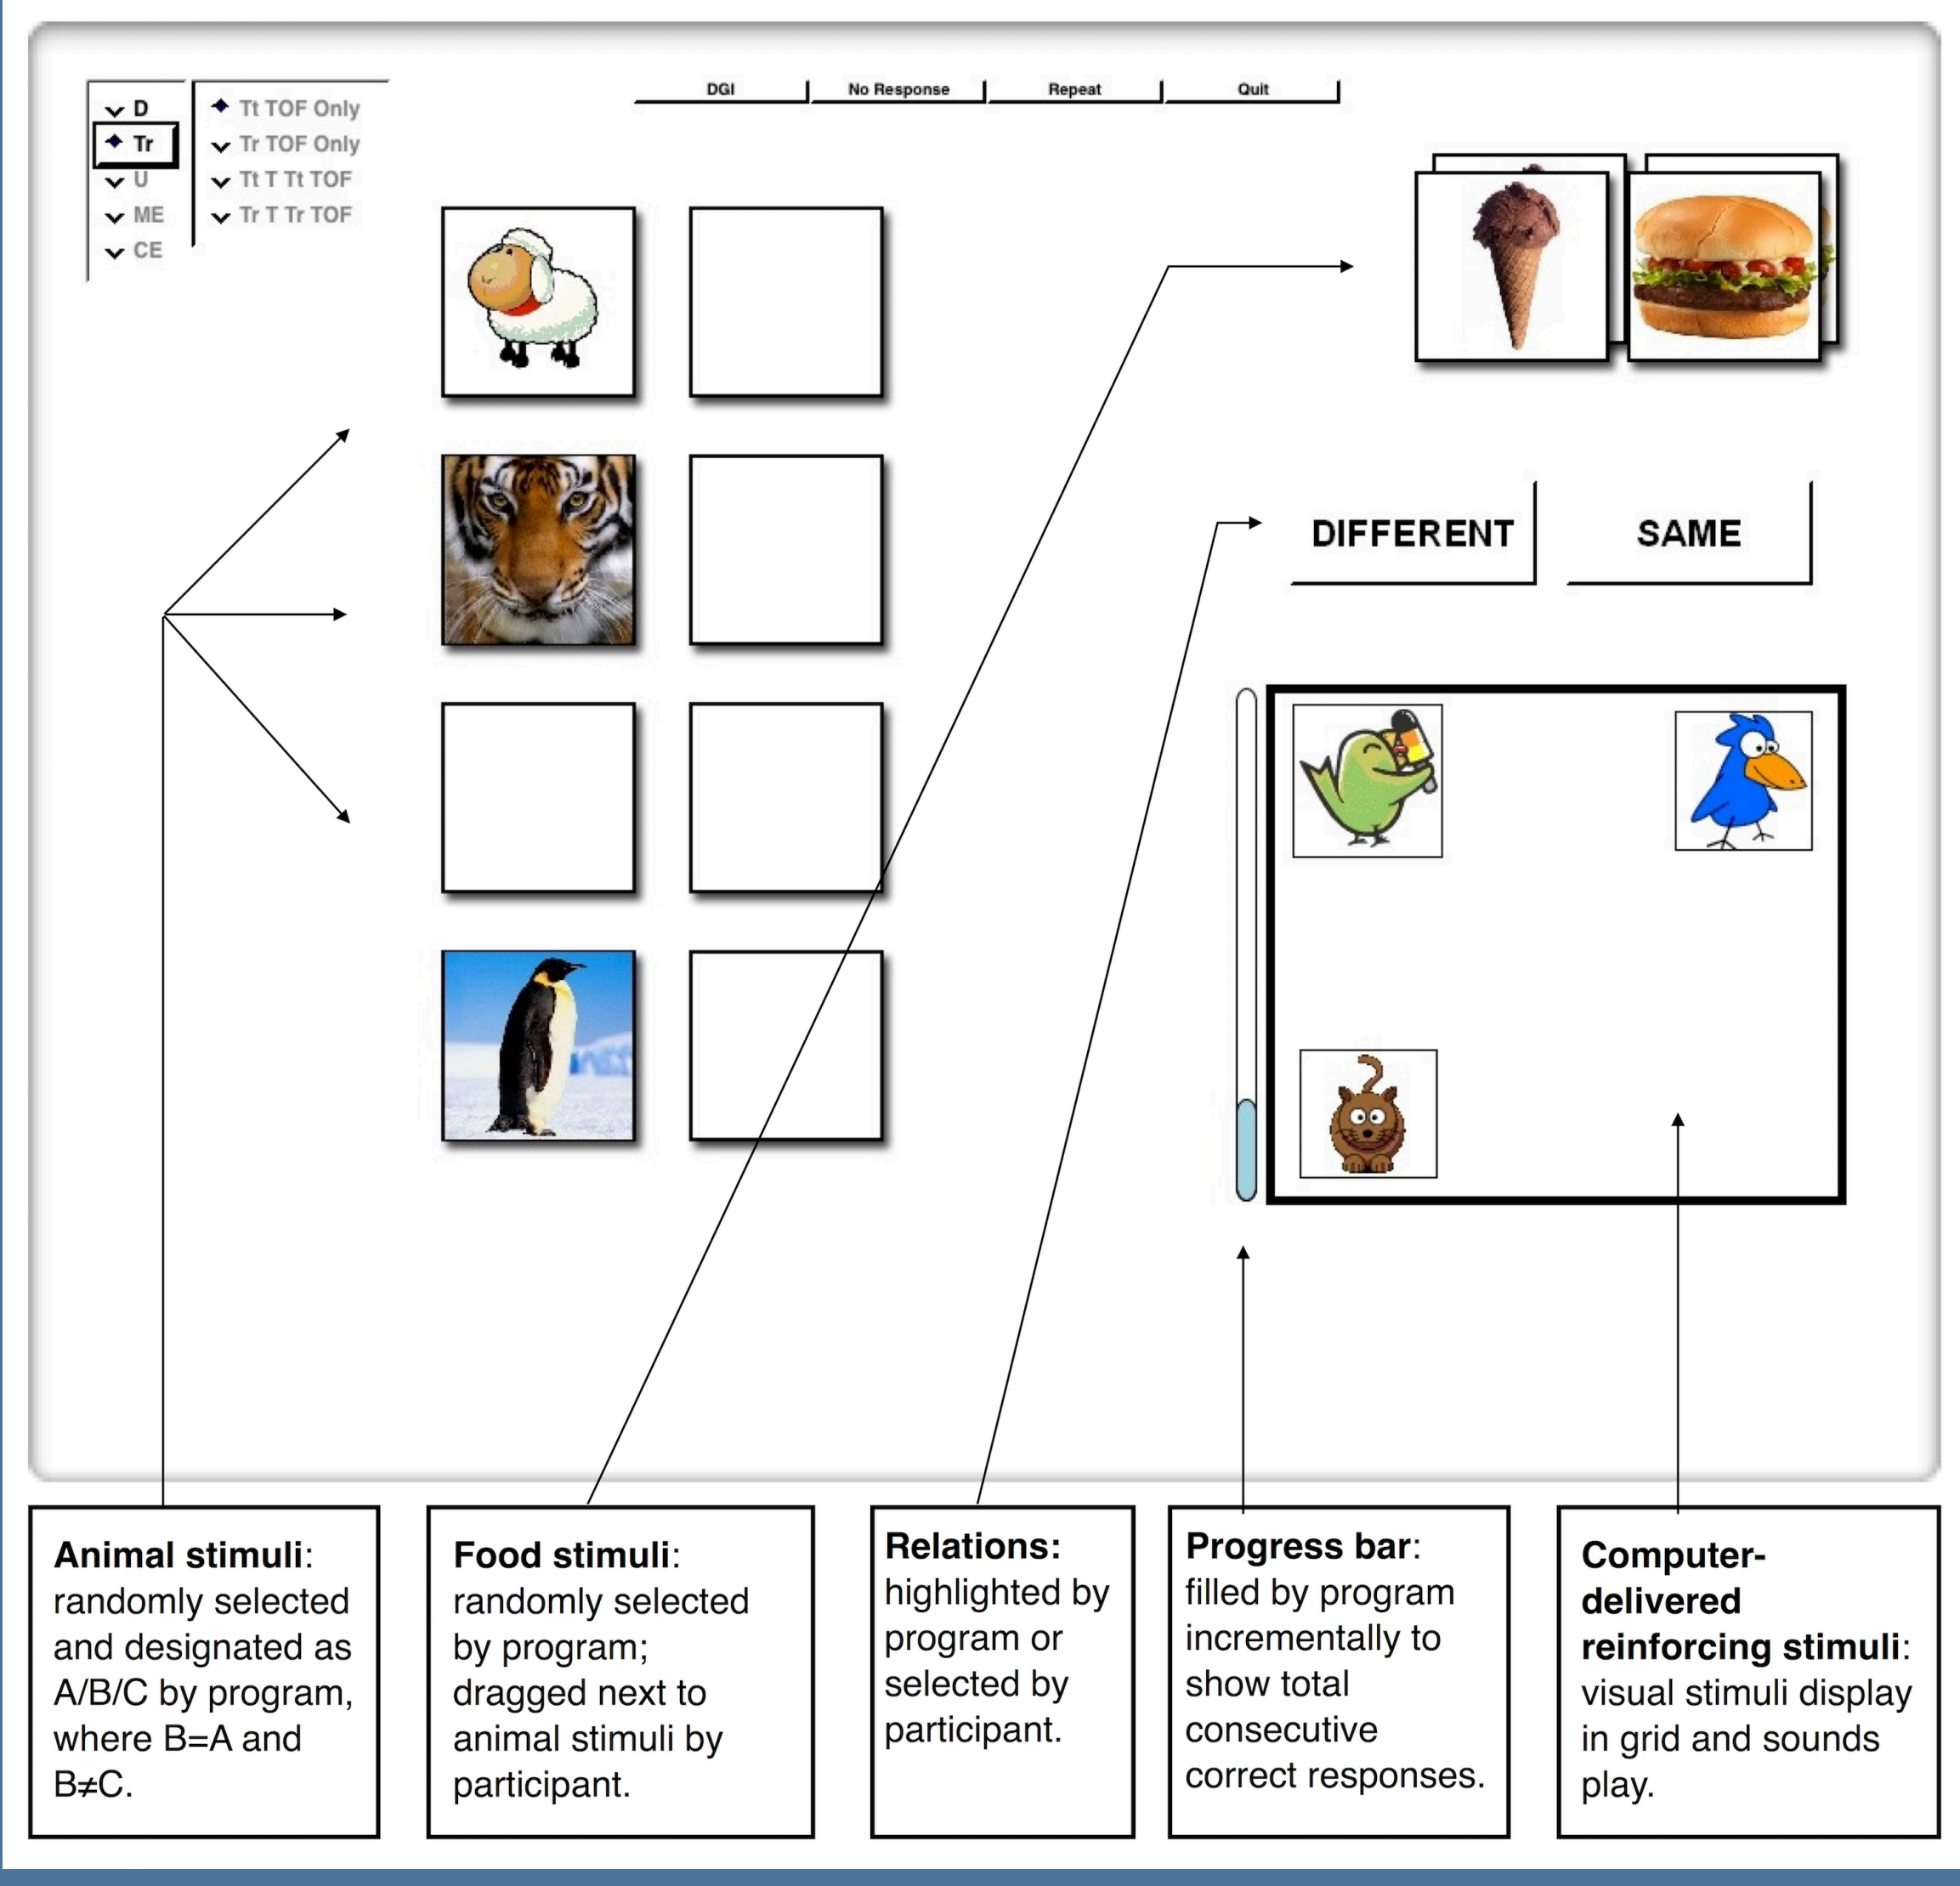 D
Tr
U
ME
CE
Tt TOF Only
Tr TOF Only
Tt T Tt TOF
Tr T Tr TOF
DGI
No Response
Repeat
Quit
DIFFERENT
SAME
Animal stimuli:
randomly selected
and designated as
A/B/C by program,
where B=A and
B≠C.
Food stimuli:
randomly selected
by program;
dragged next to
animal stimuli by
participant.
Relations:
highlighted by
program or
selected by
participant.
Progress bar:
filled by program
incrementally to
show total
consecutive
correct responses.
Computer-
delivered
reinforcing stimuli:
visual stimuli display
in grid and sounds
play.